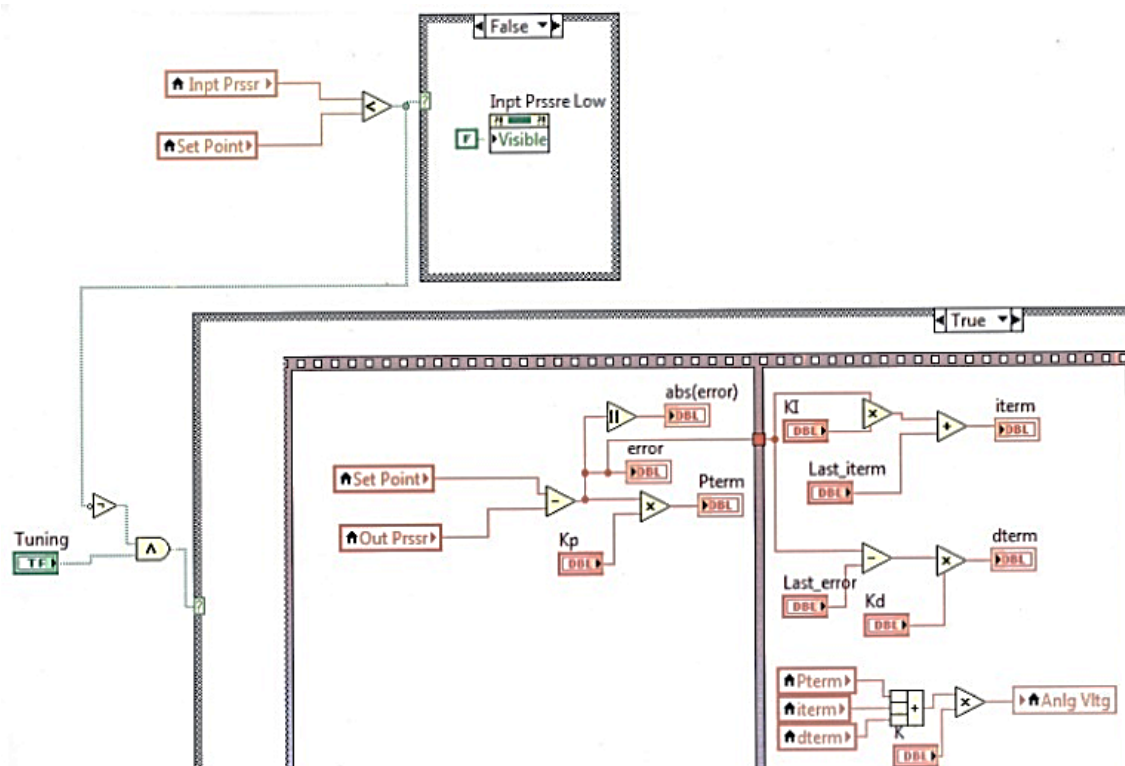 False
Inpt Prssr
Inpt Prssre Low
<
?
F
Visible
Set Point
True
abs(error)
KI
iterm
DBL
×
+
DBL
DBL
error
DBL
Pterm
Last_iterm
Set Point
DBL
DBL
−
×
Out Prssr
Kp
dterm
Tuning
DBL
TF
Last_error
−
×
DBL
Kd
DBL
?
DBL
Pterm
iterm
+
×
Anlg Vltg
dterm
K
DBL